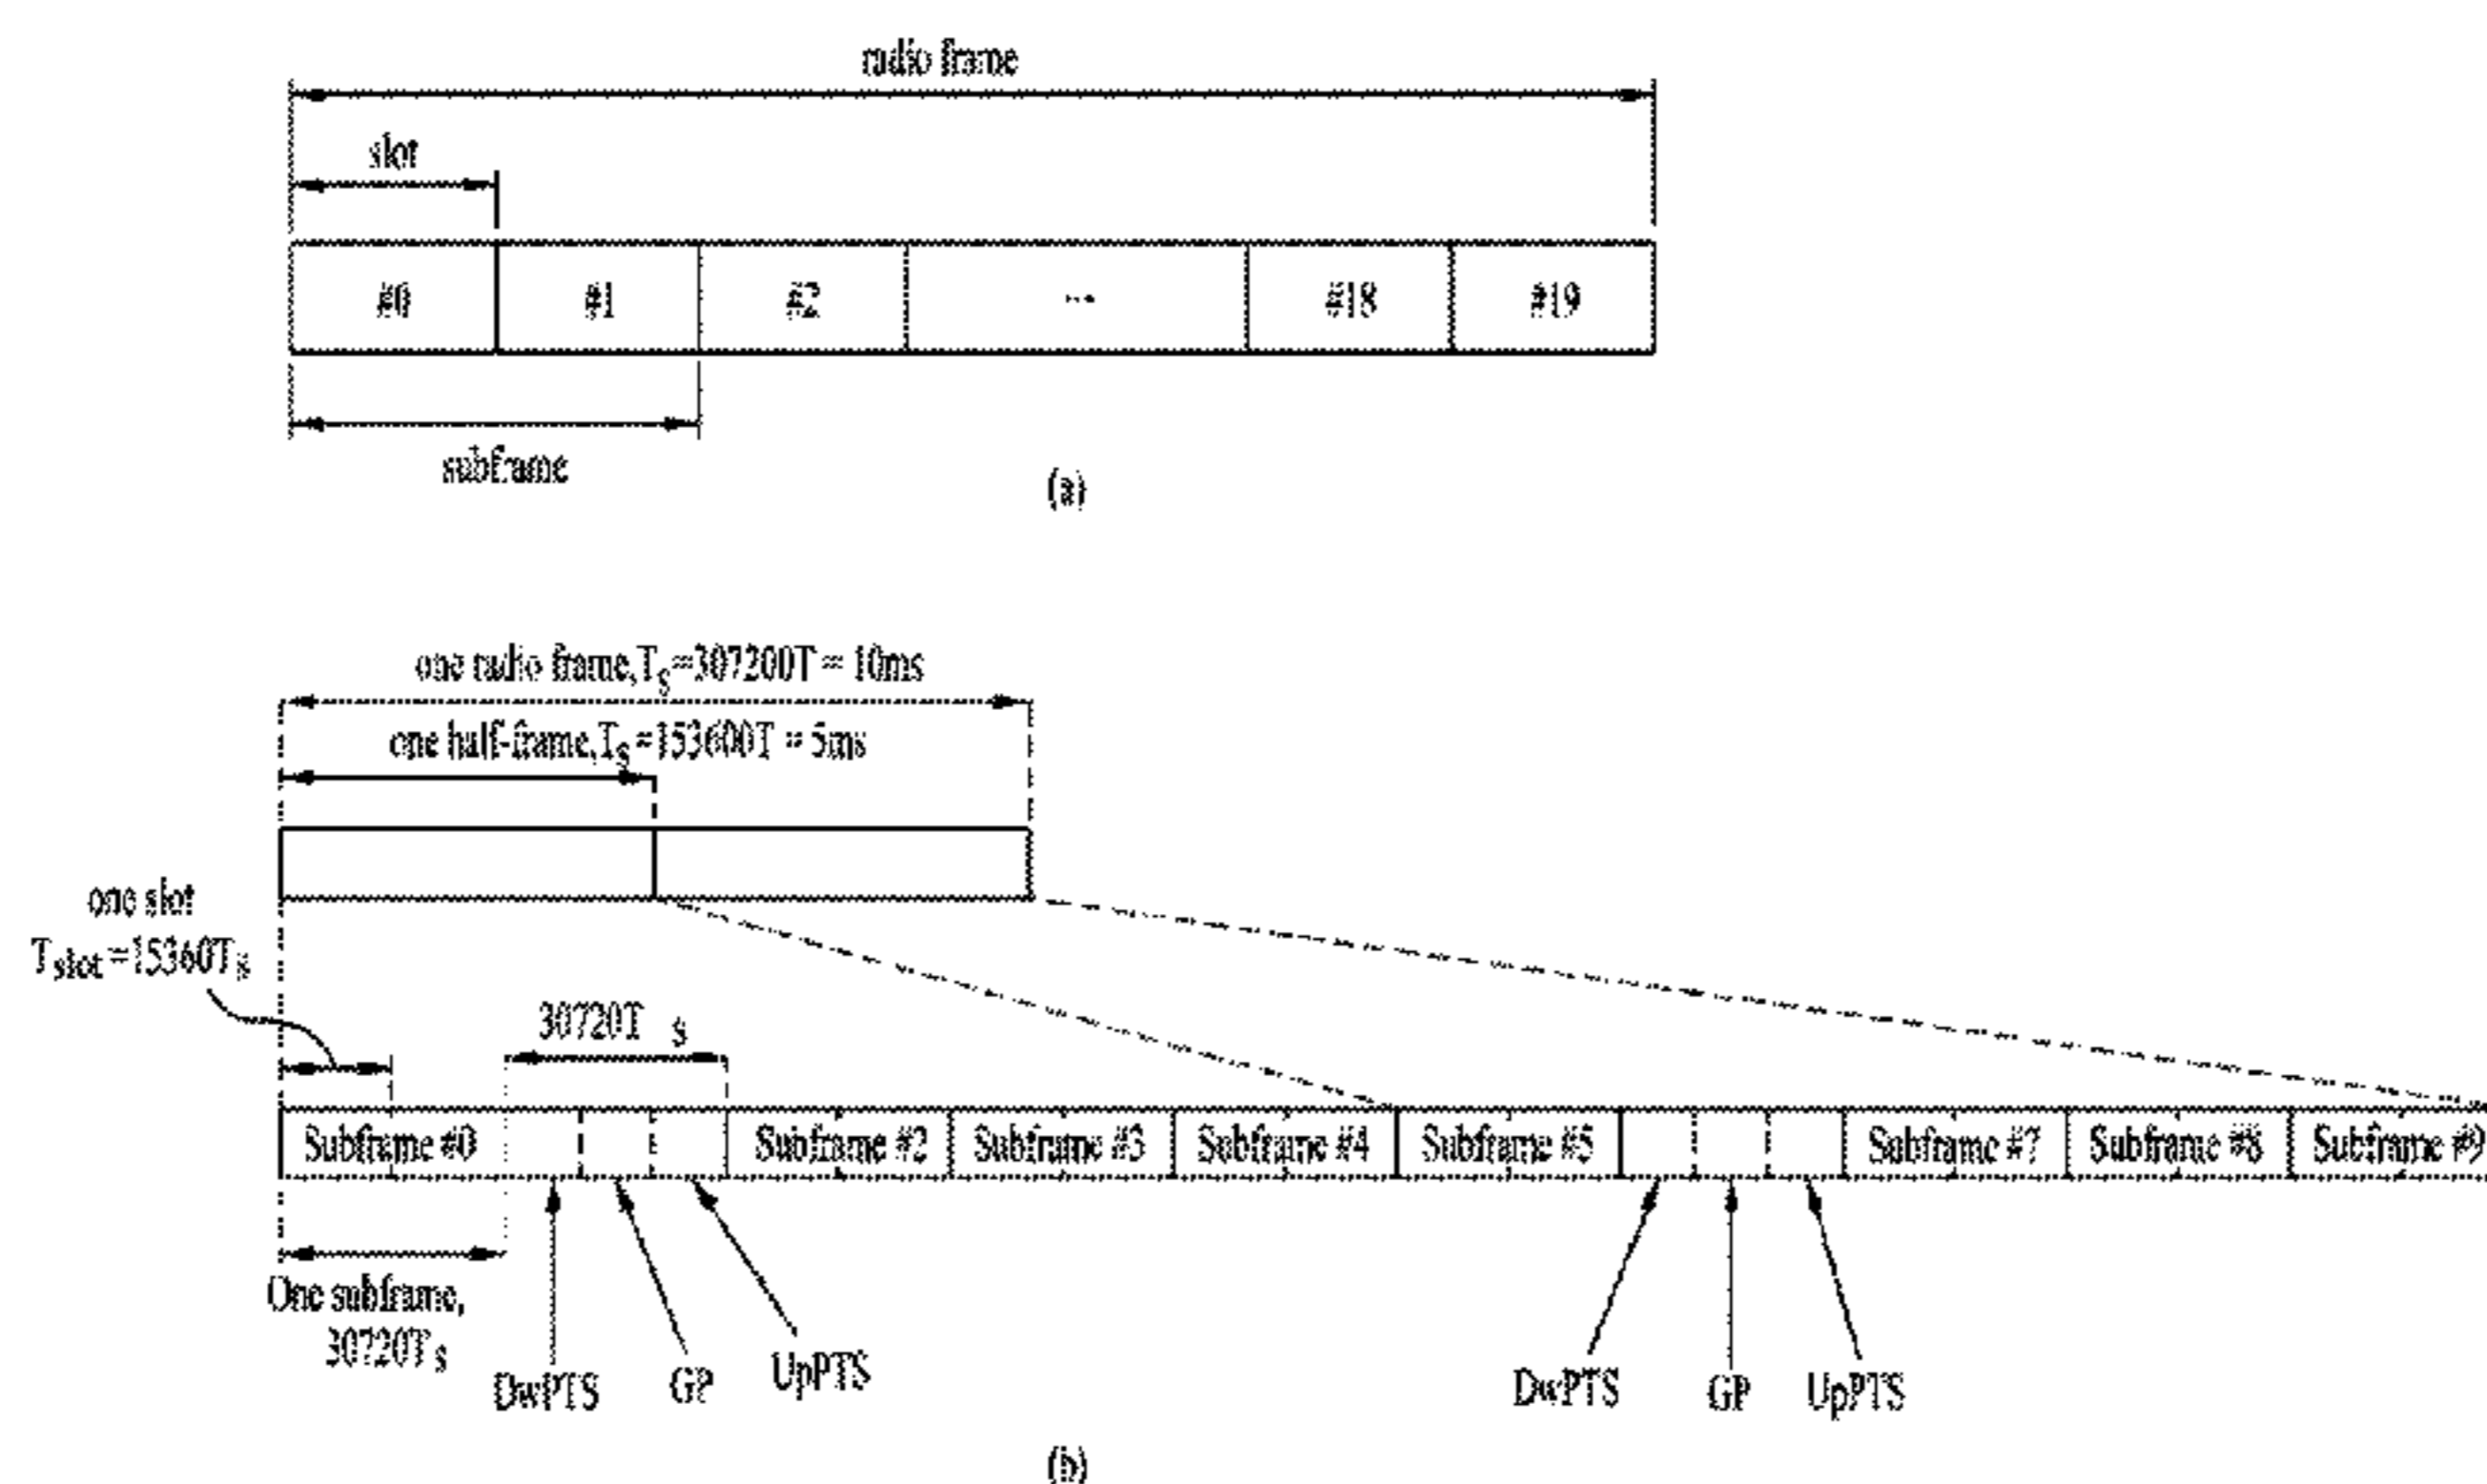 radio frame
slot
#0 #1 #2 ... #18 #19
subframe
(a)
one radio frame,TS=307200T = 10ms
one half-frame,TS=153600T = 5ms
one slot
Tslot=15360Ts
30720T S
Subframe #0 Subframe #2 Subframe #3 Subframe #4 Subframe #5 Subframe #7 Subframe #8 Subframe #9
One subframe,
30720Ts
DwPTS GP UpPTS DwPTS GP UpPTS
(b)